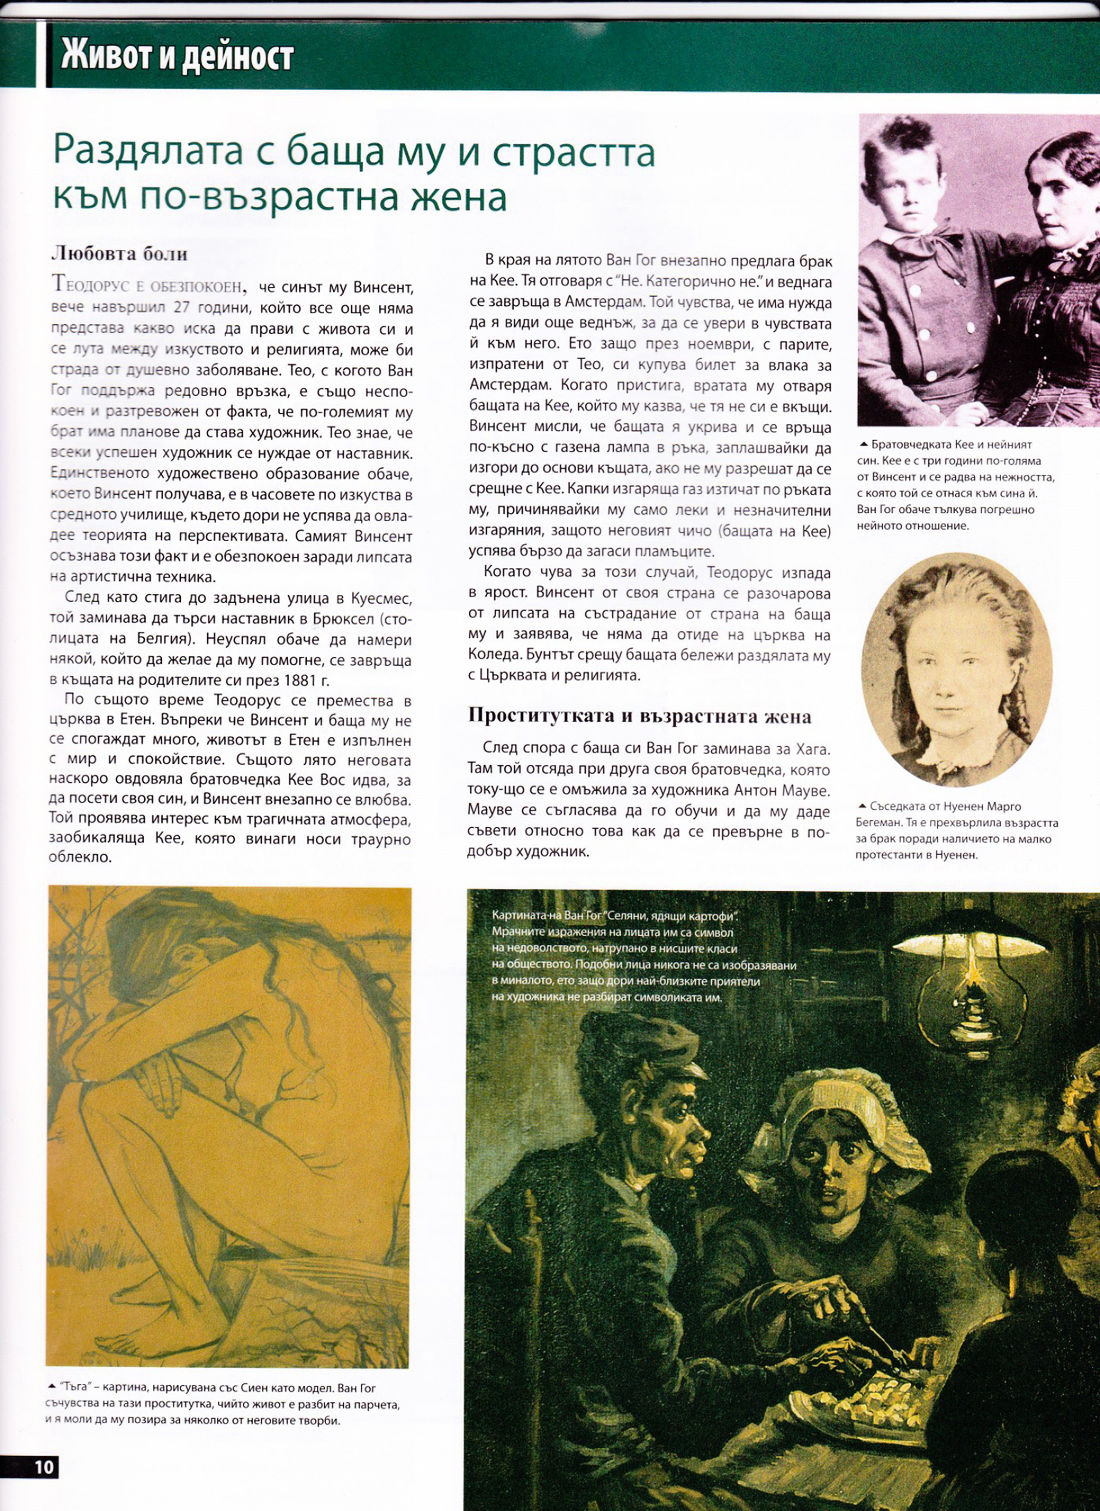 Живот и дейност
Раздялата с баща му и страстта
към по-възрастна жена
Любовта боли
Теодорус е обезпокоен, че синът му Винсент,
вече навършил 27 години, който все още няма
представа какво иска да прави с живота си и
се лута между изкуството и религията, може би
страда от душевно заболяване. Тео, с когото Ван
Гог поддържа редовно връзка, е също неспо-
коен и разтревожен от факта, че по-големият му
брат има планове да става художник. Тео знае, че
всеки успешен художник се нуждае от наставник.
Единственото художествено образование обаче,
което Винсент получава, е в часовете по изкуства в
средното училище, където дори не успява да овла-
дее теорията на перспективата. Самият Винсент
осъзнава този факт и е обезпокоен заради липсата
на артистична техника.
След като стига до задънена улица в Куесмес,
той заминава да търси наставник в Брюксел (сто-
лицата на Белгия). Неуспял обаче да намери
някой, който да желае да му помогне, се завръща
в къщата на родителите си през 1881 г.
По същото време Теодорус се премества в
църква в Етен. Въпреки че Винсент и баща му не
се спогаждат много, животът в Етен е изпълнен
с мир и спокойствие. Същото лято неговата
наскоро овдовяла братовчедка Кее Вос идва, за
да посети своя син, и Винсент внезапно се влюбва.
Той проявява интерес към трагичната атмосфера,
заобикаляща Кее, която винаги носи траурно
облекло.
В края на лятото Ван Гог внезапно предлага брак
на Кее. Тя отговаря с “Не. Категорично не.” и веднага
се завръща в Амстердам. Той чувства, че има нужда
да я види още веднъж, за да се увери в чувствата
й към него. Ето защо през ноември, с парите,
изпратени от Тео, си купува билет за влака за
Амстердам. Когато пристига, вратата му отваря
бащата на Кее, който му казва, че тя не си е вкъщи.
Винсент мисли, че бащата я укрива и се връща
по-късно с газена лампа в ръка, заплашвайки да
изгори до основи къщата, ако не му разрешат да се
срещне с Кее. Капки изгаряща газ изтичат по ръката
му, причинявайки му само леки и незначителни
изгаряния, защото неговият чичо (бащата на Кее)
успява бързо да загаси пламъците.
Когато чува за този случай, Теодорус изпада
в ярост. Винсент от своя страна се разочарова
от липсата на състрадание от страна на баща
му и заявява, че няма да отиде на църква на
Коледа. Бунтът срещу бащата бележи раздялата му
с Църквата и религията.
Проститутката и възрастната жена
След спора с баща си Ван Гог заминава за Хага.
Там той отсяда при друга своя братовчедка, която
току-що се е омъжила за художника Антон Мауве.
Мауве се съгласява да го обучи и да му даде
съвети относно това как да се превърне в по-
добър художник.
Братовчедката Кее и нейният
син. Кее е с три години по-голяма
от Винсент и се радва на нежността,
с която той се отнася към сина й.
Ван Гог обаче тълкува погрешно
нейното отношение.
Съседката от Нуенен Марго
Бегеман. Тя е прехвърлила възрастта
за брак поради наличието на малко
протестанти в Нуенен.
Картината на Ван Гог “Селяни, ядящи картофи”.
Мрачните изражения на лицата им са символ
на недоволството, натрупано в нисшите класи
на обществото. Подобни лица никога не са изобразявани
в миналото, ето защо дори най-близките приятели
на художника не разбират символиката им.
“Тъга” – картина, нарисувана със Сиен като модел. Ван Гог
съчувства на тази проститутка, чийто живот е разбит на парчета,
и я моли да му позира за няколко от неговите творби.
10